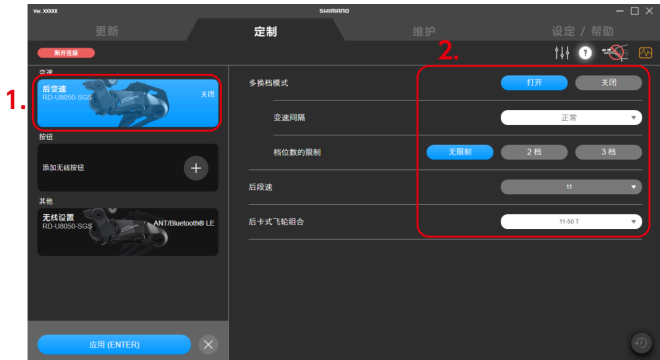 Ver. XXXXX
SHIMANO
更新
定制
维护
设定 / 帮助
断开连接
2.
变速
1.
后变速
RD-U8050-SGS
关闭
多换档模式
打开
关闭
变速间隔
正常
按钮
添加无线按钮
档位数的限制
无限制
2 档
3 档
后段速
11
其他
无线设置
RD-U8050-SGS
ANT/Bluetooth® LE
后卡式飞轮组合
11-50 T
应用 (ENTER)